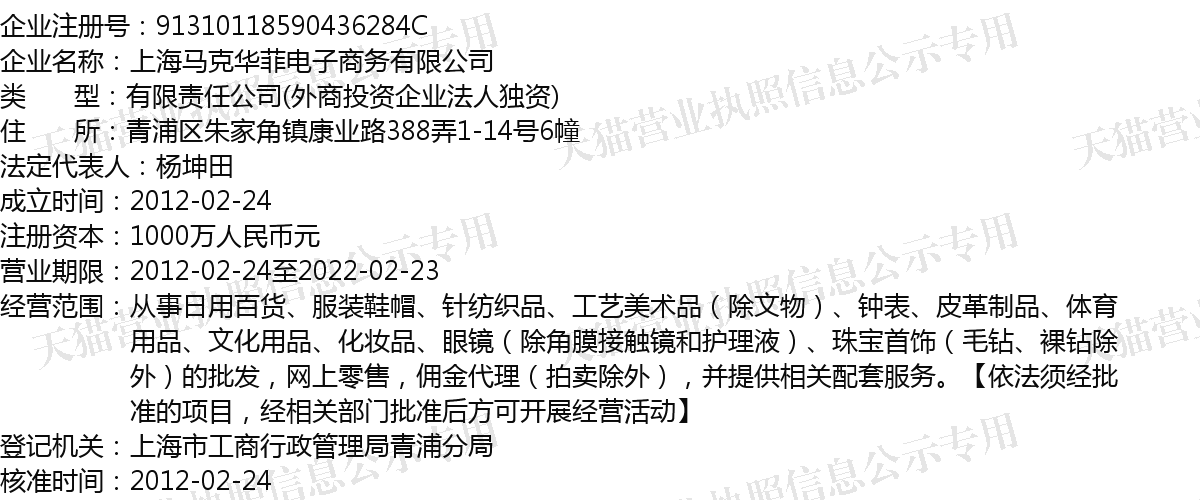 企业注册号：91310118590436284C
企业名称：上海马克华菲电子商务有限公司
类　　型：有限责任公司(外商投资企业法人独资)
住　　所：青浦区朱家角镇康业路388弄1-14号6幢
法定代表人：杨坤田
成立时间：2012-02-24
注册资本：1000万人民币元
营业期限：2012-02-24至2022-02-23
经营范围：从事日用百货、服装鞋帽、针纺织品、工艺美术品（除文物）、钟表、皮革制品、体育
用品、文化用品、化妆品、眼镜（除角膜接触镜和护理液）、珠宝首饰（毛钻、裸钻除
外）的批发，网上零售，佣金代理（拍卖除外），并提供相关配套服务。【依法须经批
准的项目，经相关部门批准后方可开展经营活动】
登记机关：上海市工商行政管理局青浦分局
核准时间：2012-02-24
天猫营业执照信息公示专用
天猫营业执照信息公示专用
天猫营业执照信息公示专用
天猫营业执照信息公示专用